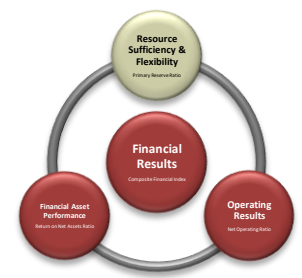 Resource
Sufficiency &
Flexibility
Primary Reserve Ratio
Financial
Results
Composite Financial Index
Financial Asset
Performance
Return on Net Assets Ratio
Operating
Results
Net Operating Ratio